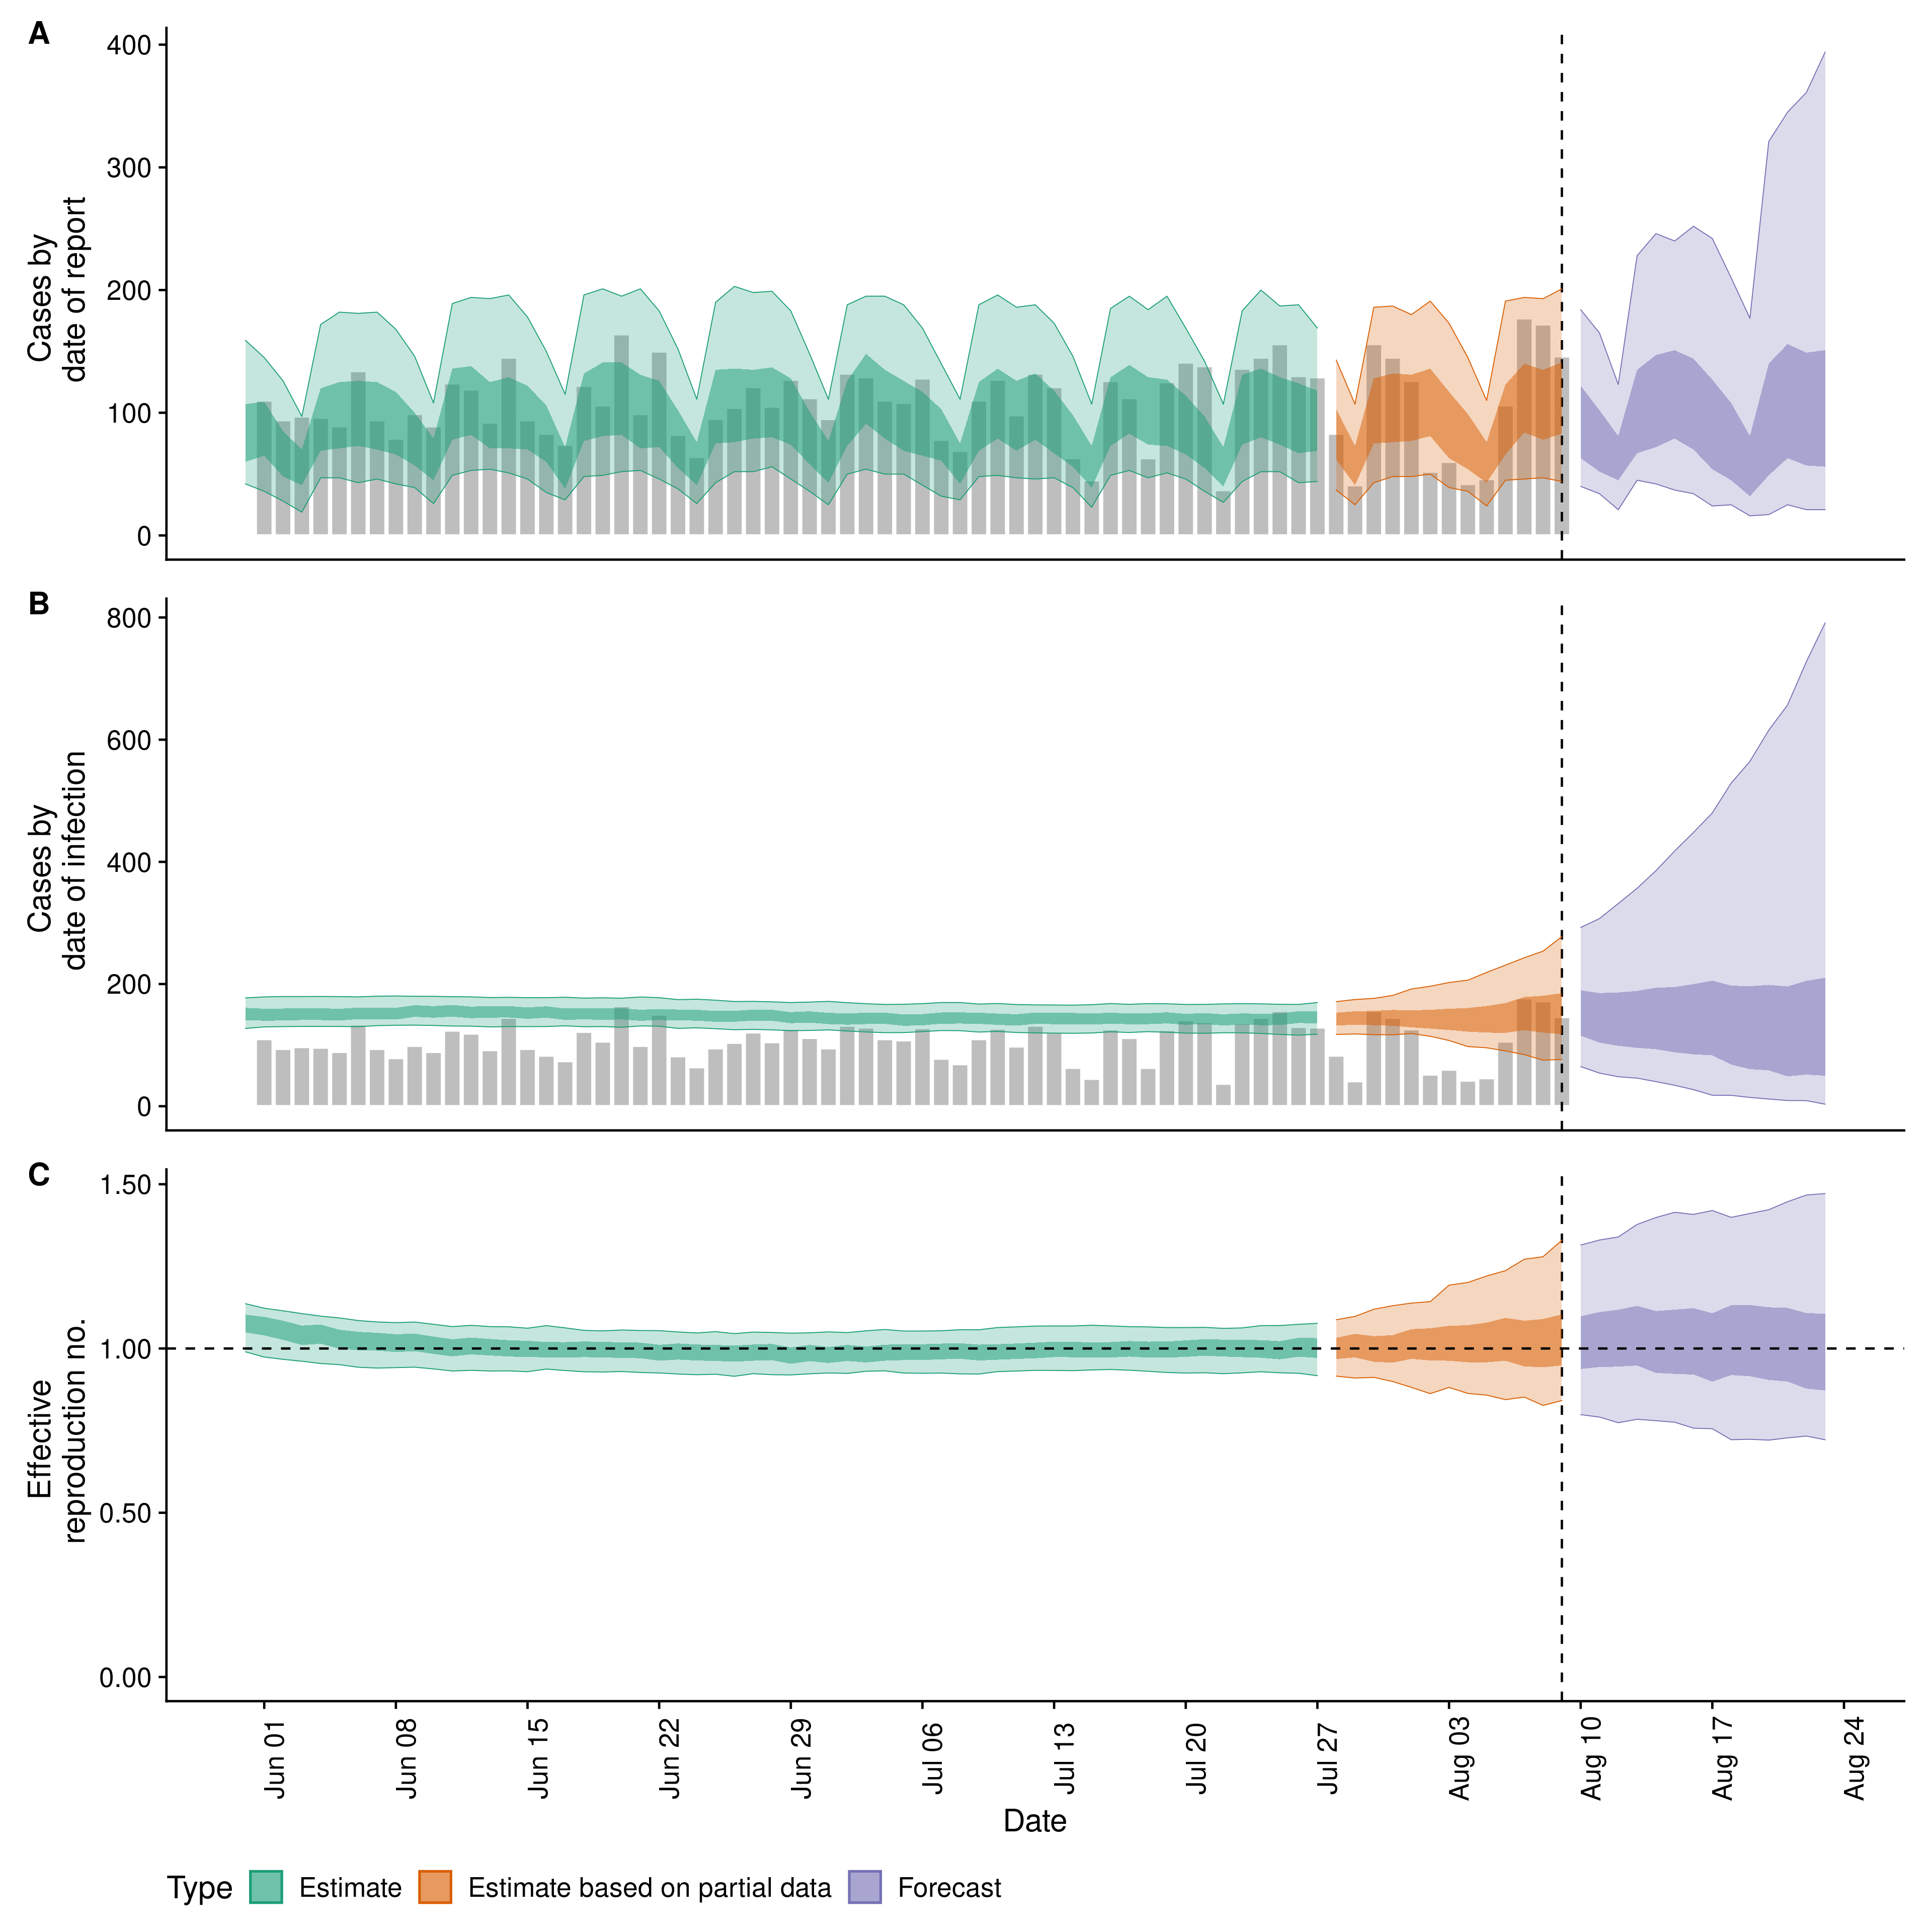 A
Cases by
date of report
400
300
200
100
0
B
Cases by
date of infection
800
600
400
200
0
C
Effective
reproduction no.
1.50
1.00
0.50
0.00
Jun 01
Jun 08
Jun 15
Jun 22
Jun 29
Jul 06
Jul 13
Jul 20
Jul 27
Aug 03
Aug 10
Aug 17
Aug 24
Date
Type Estimate Estimate based on partial data Forecast